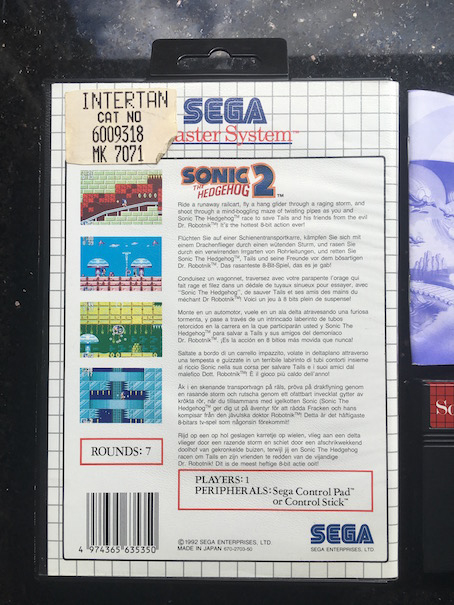 INTERTAN
CAT NO
6009318
MK 7071
SEGA
aster System™
SONIC
THE
HEDGEHOG
2™
Ride a runaway railcart, fly a hang glider through a raging storm, and
shoot through a mind-boggling maze of twisting pipes as you and
Sonic The Hedgehog™ race to save Tails and his friends from the evil
Dr. Robotnik™! It's the hottest 8-bit action ever!
Flüchten Sie auf einer Schienentransportkarre, kämpfen Sie sich mit
einem Drachenflieger durch einen wütenden Sturm, und rasen Sie
durch ein verwirrenden Irrgarten von Rohrleitungen, und retten Sie
Sonic The Hedgehog™, Tails und seine Freunde vor dem bösartigen
Dr. Robotnik™. Das rasanteste 8-Bit-Spiel, das es je gab!
Conduisez un wagonnet, traversez avec votre parapente l'orage qui
fait rage et filez dans un dédale de tuyaux sinueux pour essayer, avec
"Sonic The Hedgehog", de sauver Tails et ses amis des mains du
méchant Dr Robotnik™! Voici un jeu à 8 bits plein de suspense!
Monte en un automotor, vuele en un ala delta atravesando una furiosa
tormenta, y pase a través de un intrincado laberinto de tubos
retorcidos en la carrera en la que participarán usted y Sonic The
Hedgehog™ para salvar a Tails y sus amigos del demoniaco
Dr. Robotnik™. ¡Es la acción en 8 bitios más movida que nunca!
Saltate a bordo di un carrello impazzito, volate in deltaplano attraverso
una tempesta e guizzate in un terribile labirinto di tubi contorti insieme
al riccio Sonic nella sua corsa per salvare Tails e i suoi amici dal
malefico Dott. Robotnik™! E il gioco più caldo dell'anno!
Åk i en skenande transportvagn på räls, pröva på drakflyning genom
en rasande storm och rutscha genom ett ofattbart invecklat gytter av
krökta rör, när du tillsammans med igelkotten Sonic (Sonic The
Hedgehog™ ger dig ut på äventyr för att rädda Fracken och hans
kompisar från den jävulska doktor Robotnik™! Detta är det häftigaste
8-bitars tv-spel som någonsin förekommit!
Rijd op een op hol geslagen karretje op wielen, vlieg aan een delta
vlieger door een razende storm en schiet door een afschrikwekkend
doolhof van gekronkelde buizen, terwijl jij en Sonic The Hedgehog
racen om Tails en zijn vrienden te redden van de vijandige
Dr. Robotnik! Dit is de meest heftige 8-bit actie ooit!
ROUNDS: 7
PLAYERS: 1
PERIPHERALS: Sega Control Pad™
or Control Stick™
4 974365 635350
©1992 SEGA ENTERPRISES, LTD.
MADE IN JAPAN 670-2703-50
SEGA
SEGA ENTERPRISES, LTD